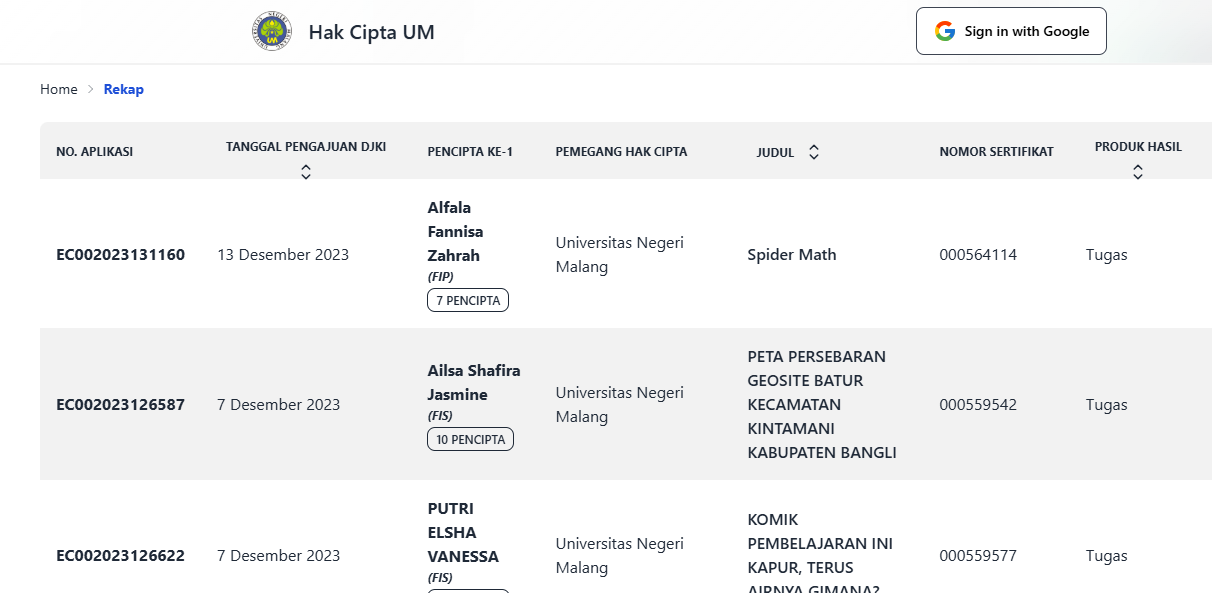 Hak Cipta UM
Sign in with Google
Home > Rekap
NO. APLIKASI
TANGGAL PENGAJUAN DJKI
PENCIPTA KE-1
PEMEGANG HAK CIPTA
JUDUL
NOMOR SERTIFIKAT
PRODUK HASIL
EC002023131160
13 Desember 2023
Alfala
Fannisa
Zahrah
(FIP)
7 PENCIPTA
Universitas Negeri
Malang
Spider Math
000564114
Tugas
EC002023126587
7 Desember 2023
Ailsa Shafira
Jasmine
(FIS)
10 PENCIPTA
Universitas Negeri
Malang
PETA PERSEBARAN
GEOSITE BATUR
KECAMATAN
KINTAMANI
KABUPATEN BANGLI
000559542
Tugas
EC002023126622
7 Desember 2023
PUTRI
ELSHA
VANESSA
(FIS)
Universitas Negeri
Malang
KOMIK
PEMBELAJARAN INI
KAPUR, TERUS
AIRNYA GIMANA?
000559577
Tugas